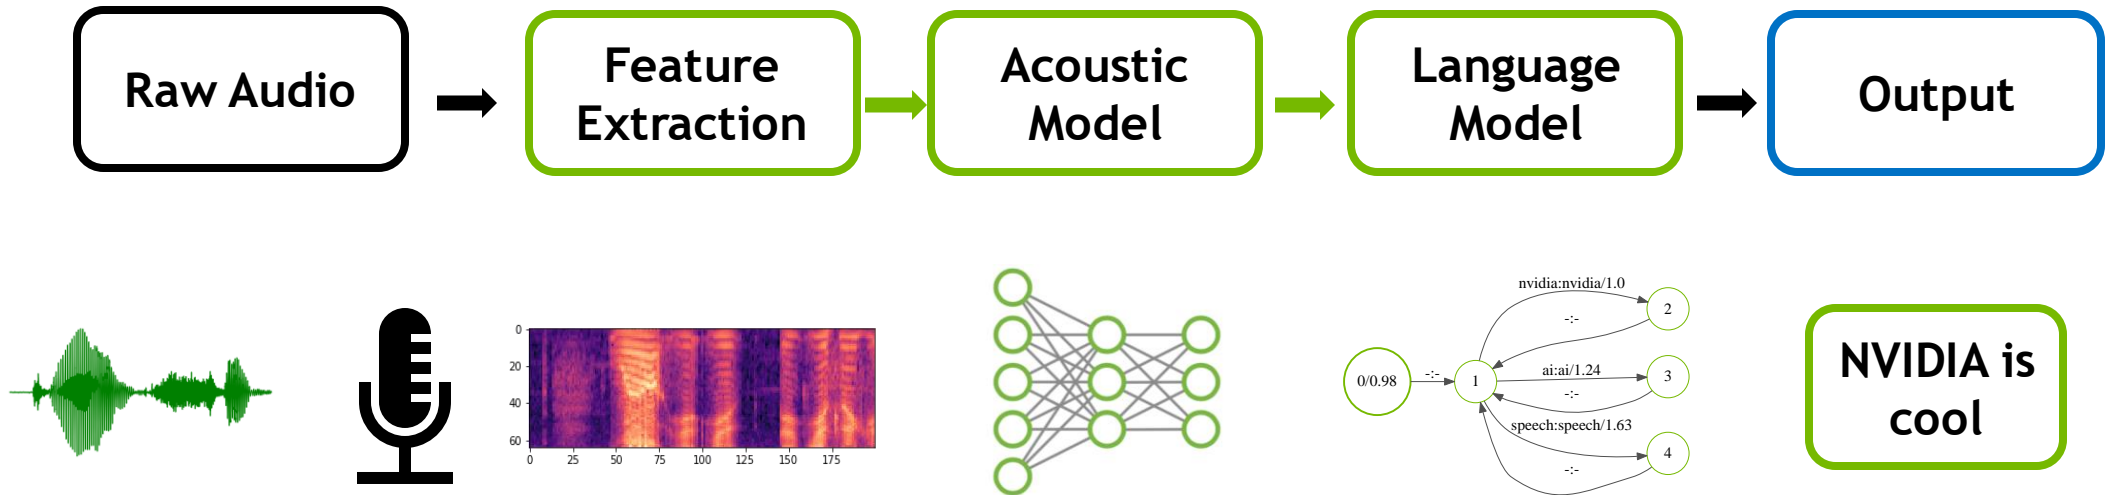 Raw Audio
Feature
Extraction
Acoustic
Model
Language
Model
Output
0
20
40
60
0
25
50
75
100
125
150
175
nvidia:nvidia/1.0
2
-:-
0/0.98
-:-
1
ai:ai/1.24
3
-:-
speech:speech/1.63
4
-:-
NVIDIA is
cool